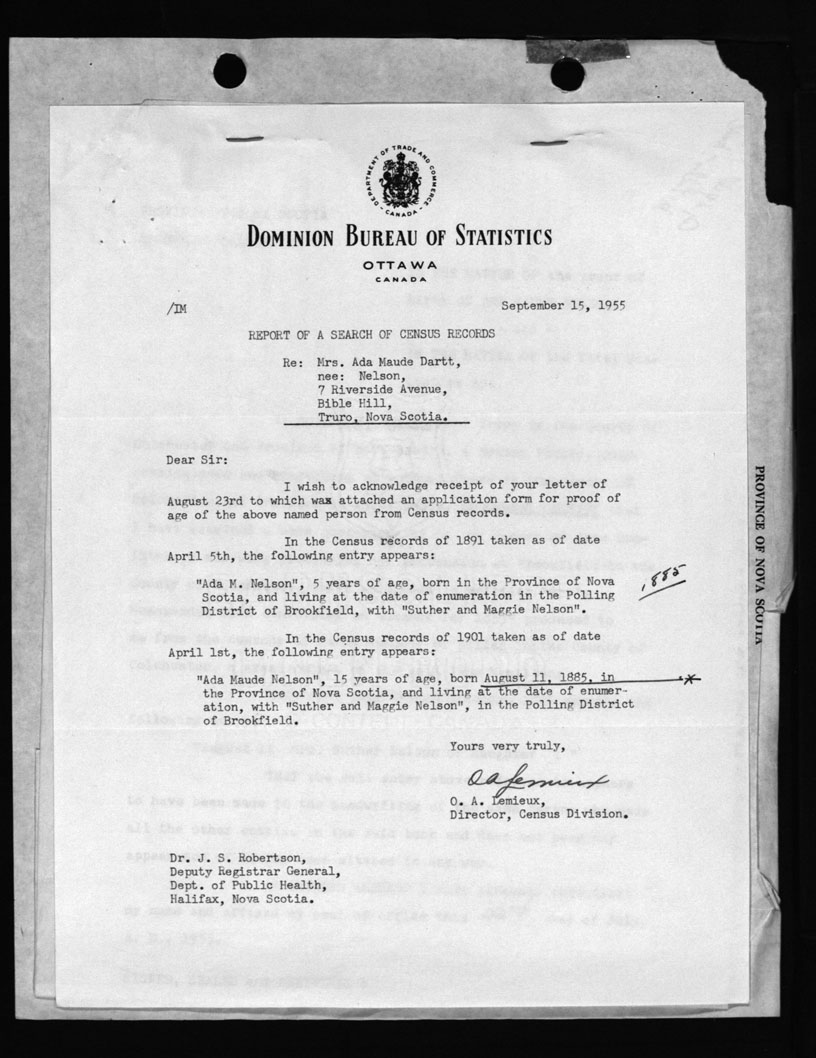 DEPARTMENT OF TRADE AND COMMERCE
CANADA
DOMINION BUREAU OF STATISTICS
OTTAWA
CANADA
/IM
September 15, 1955
REPORT OF A SEARCH OF CENSUS RECORDS
Re: Mrs. Ada Maude Dartt,
nee: Nelson,
7 Riverside Avenue,
Bible Hill,
Truro, Nova Scotia.
Dear Sir:
I wish to acknowledge receipt of your letter of
August 23rd to which was attached an application form for proof of
age of the above named person from Census records.
In the Census records of 1891 taken as of date
April 5th, the following entry appears:
"Ada M. Nelson", 5 years of age, born in the Province of Nova
Scotia, and living at the date of enumeration in the Polling
District of Brookfield, with "Suther and Maggie Nelson".
1885
In the Census records of 1901 taken as of date
April 1st, the following entry appears:
"Ada Maude Nelson", 15 years of age, born August 11, 1885, in
the Province of Nova Scotia, and living at the date of enumer-
ation, with "Suther and Maggie Nelson", in the Polling District
of Brookfield.
Yours very truly,
O A Lemieux
O. A. Lemieux,
Director, Census Division.
Dr. J. S. Robertson,
Deputy Registrar General,
Dept. of Public Health,
Halifax, Nova Scotia.
PROVINCE OF NOVA SCOTIA